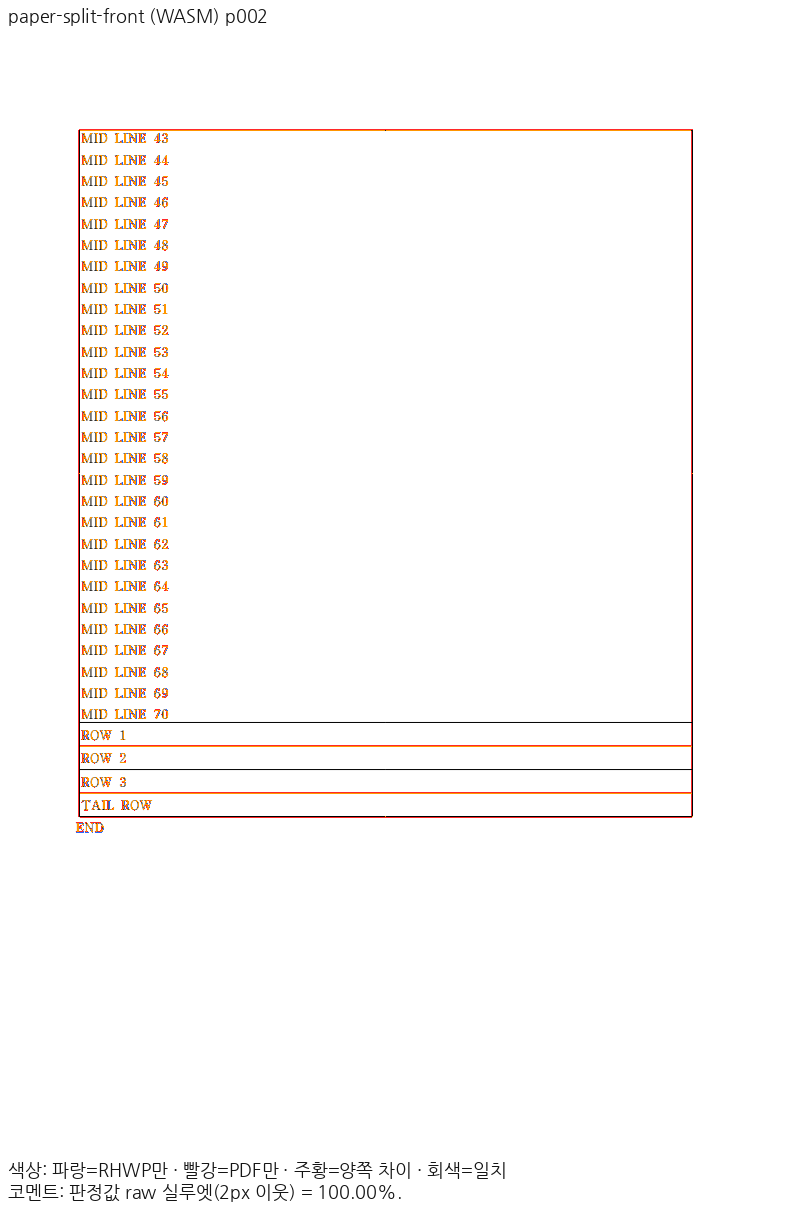 paper-split-front (WASM) p002
MID LINE 43
MID LINE 44
MID LINE 45
MID LINE 46
MID LINE 47
MID LINE 48
MID LINE 49
MID LINE 50
MID LINE 51
MID LINE 52
MID LINE 53
MID LINE 54
MID LINE 55
MID LINE 56
MID LINE 57
MID LINE 58
MID LINE 59
MID LINE 60
MID LINE 61
MID LINE 62
MID LINE 63
MID LINE 64
MID LINE 65
MID LINE 66
MID LINE 67
MID LINE 68
MID LINE 69
MID LINE 70
ROW 1
ROW 2
ROW 3
TAIL ROW
END
색상: 파랑=RHWP만 · 빨강=PDF만 · 주황=양쪽 차이 · 회색=일치
코멘트: 판정값 raw 실루엣(2px 이웃) = 100.00%.